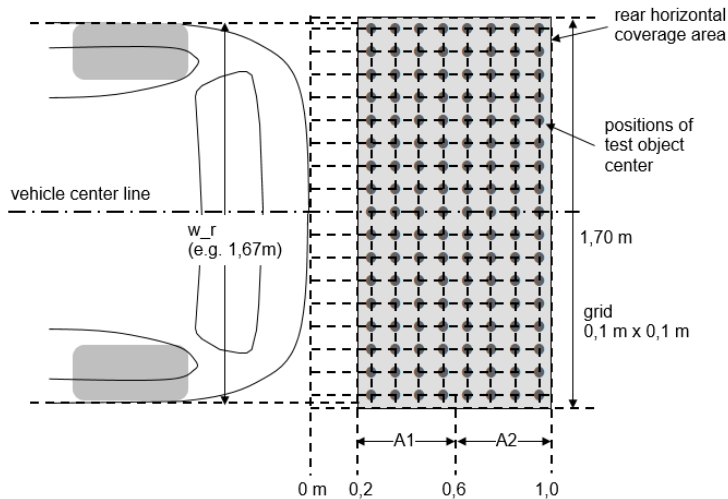 rear horizontal
coverage area
positions of
test object
center
vehicle center line
w_r
(e.g. 1,67m)
1,70 m
grid
0,1 m x 0,1 m
A1
A2
0 m
0,2
0,6
1,0